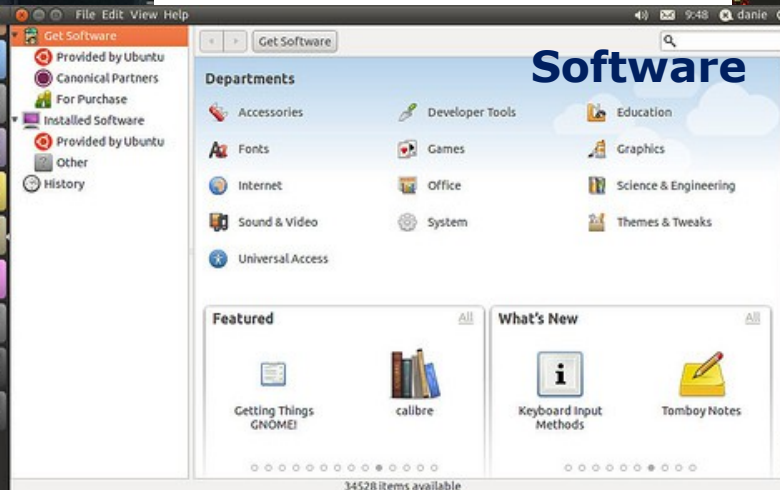 File Edit View Help
9:48 danie
Get Software
Provided by Ubuntu
Canonical Partners
For Purchase
Installed Software
Provided by Ubuntu
Other
History
Get Software
Software
Departments
Accessories
Developer Tools
Education
Fonts
Games
Graphics
Internet
Office
Science & Engineering
Sound & Video
System
Themes & Tweaks
Universal Access
Featured All
What's New All
Getting Things
GNOME!
calibre
Keyboard Input
Methods
Tomboy Notes
34528 items available